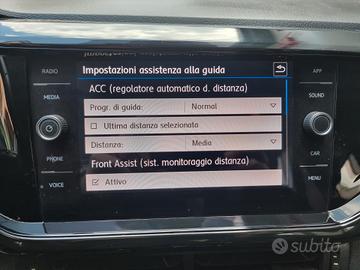 Impostazioni assistenza alla guida
ACC (regolatore automatico d. distanza)
Progr. di guida: Normal
Ultima distanza selezionata
Distanza: Media
Front Assist (sist. monitoraggio distanza)
Attivo
RADIO
MEDIA
PHONE
VOICE
APP
SOUND
CAR
MENU
subito